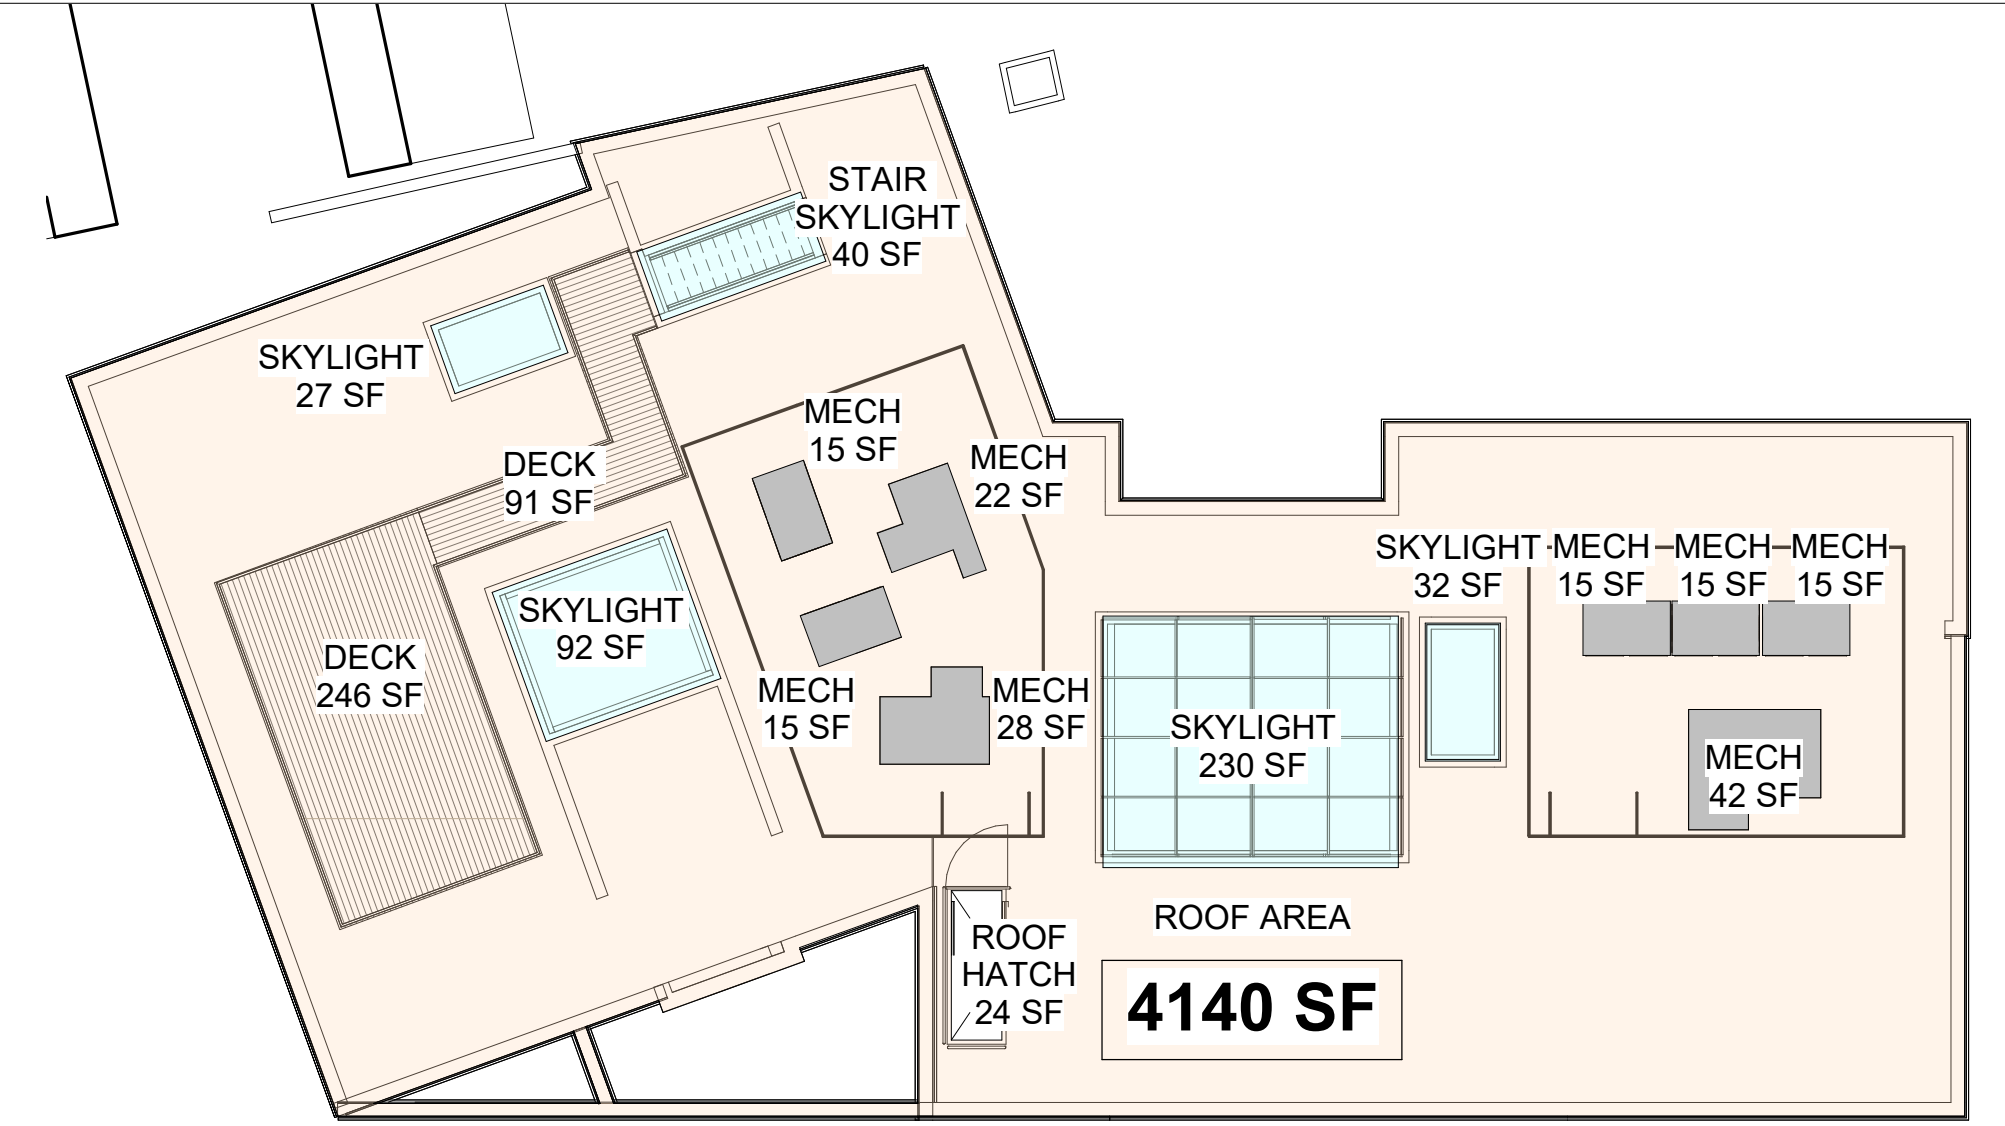 STAIR
SKYLIGHT
40 SF
SKYLIGHT
27 SF
MECH
15 SF
MECH
22 SF
DECK
91 SF
SKYLIGHT
32 SF
MECH
15 SF
MECH
15 SF
MECH
15 SF
SKYLIGHT
92 SF
DECK
246 SF
MECH
15 SF
MECH
28 SF
SKYLIGHT
230 SF
MECH
42 SF
ROOF AREA
4140 SF
ROOF
HATCH
24 SF